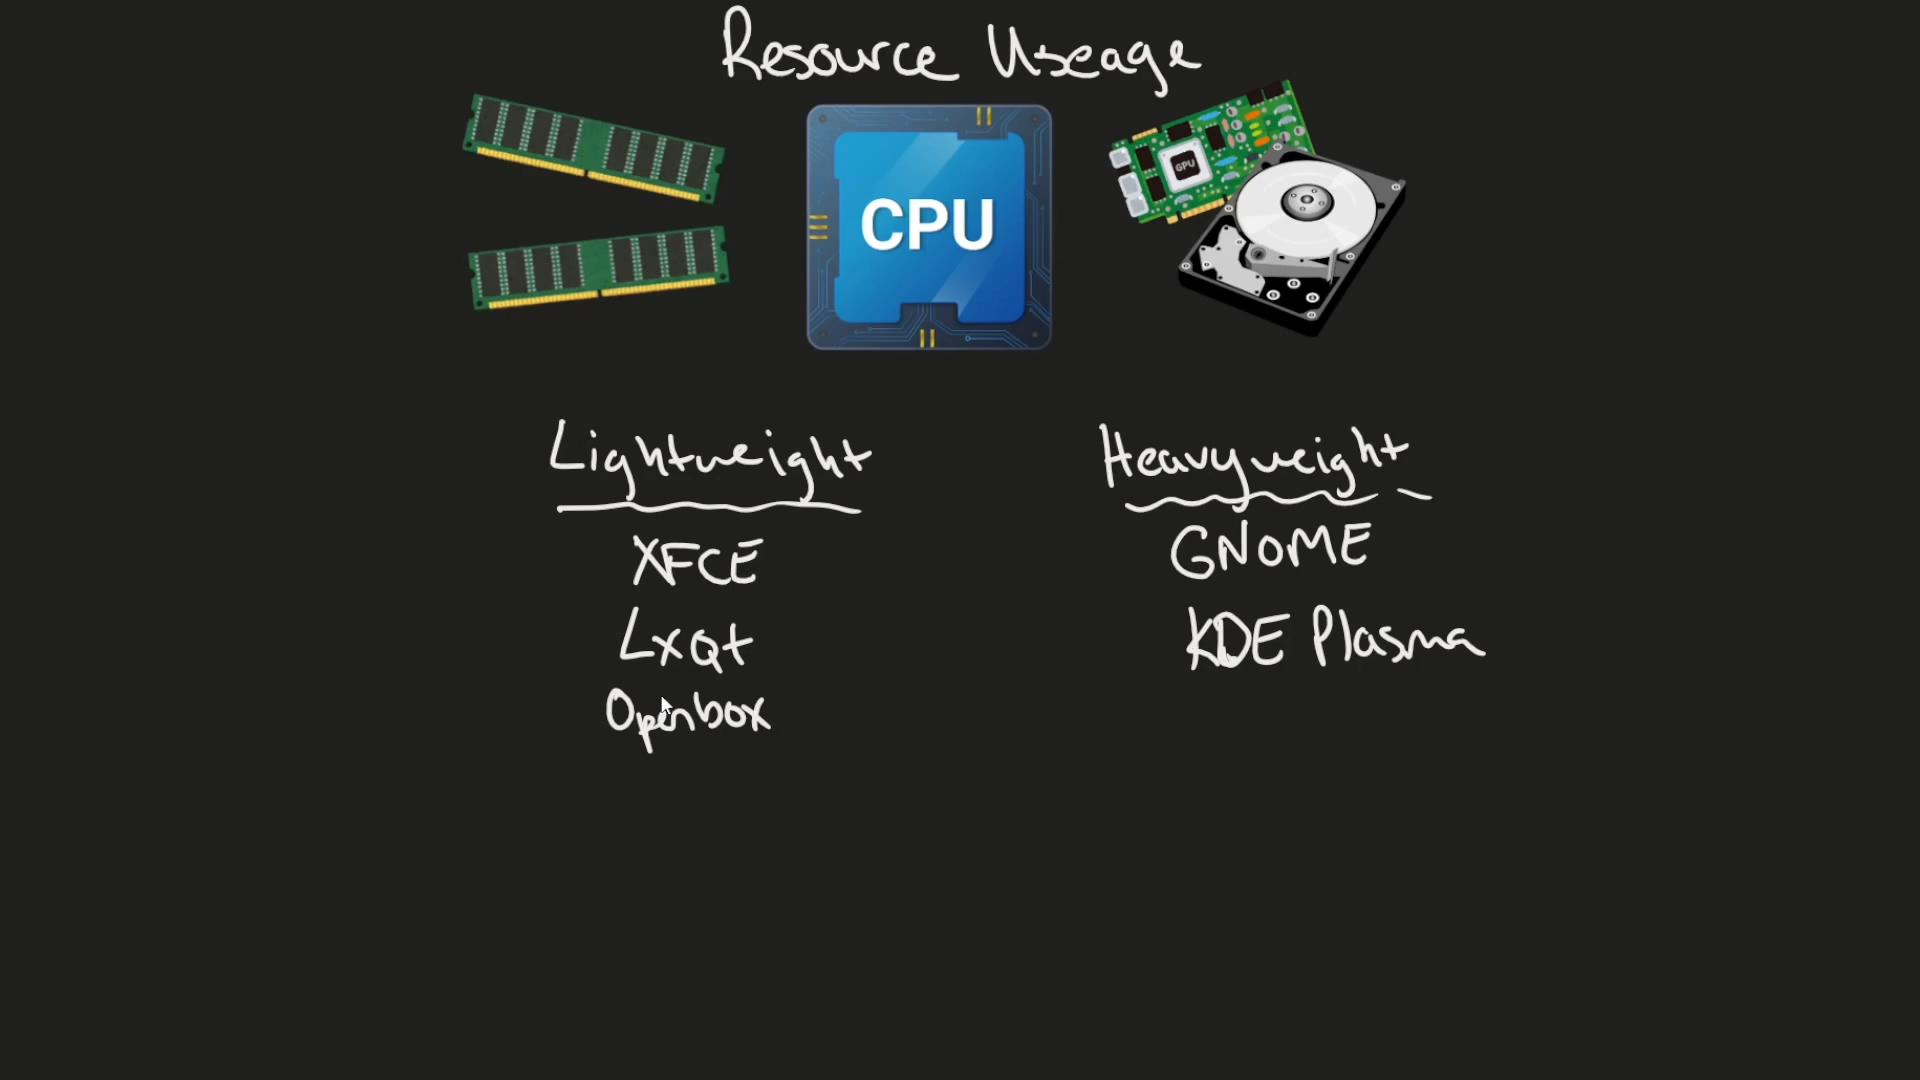 Resource Useage
CPU
GPU
Lightweight
XFCE
LxQt
Openbox
Heavyweight
GNOME
KDE Plasma